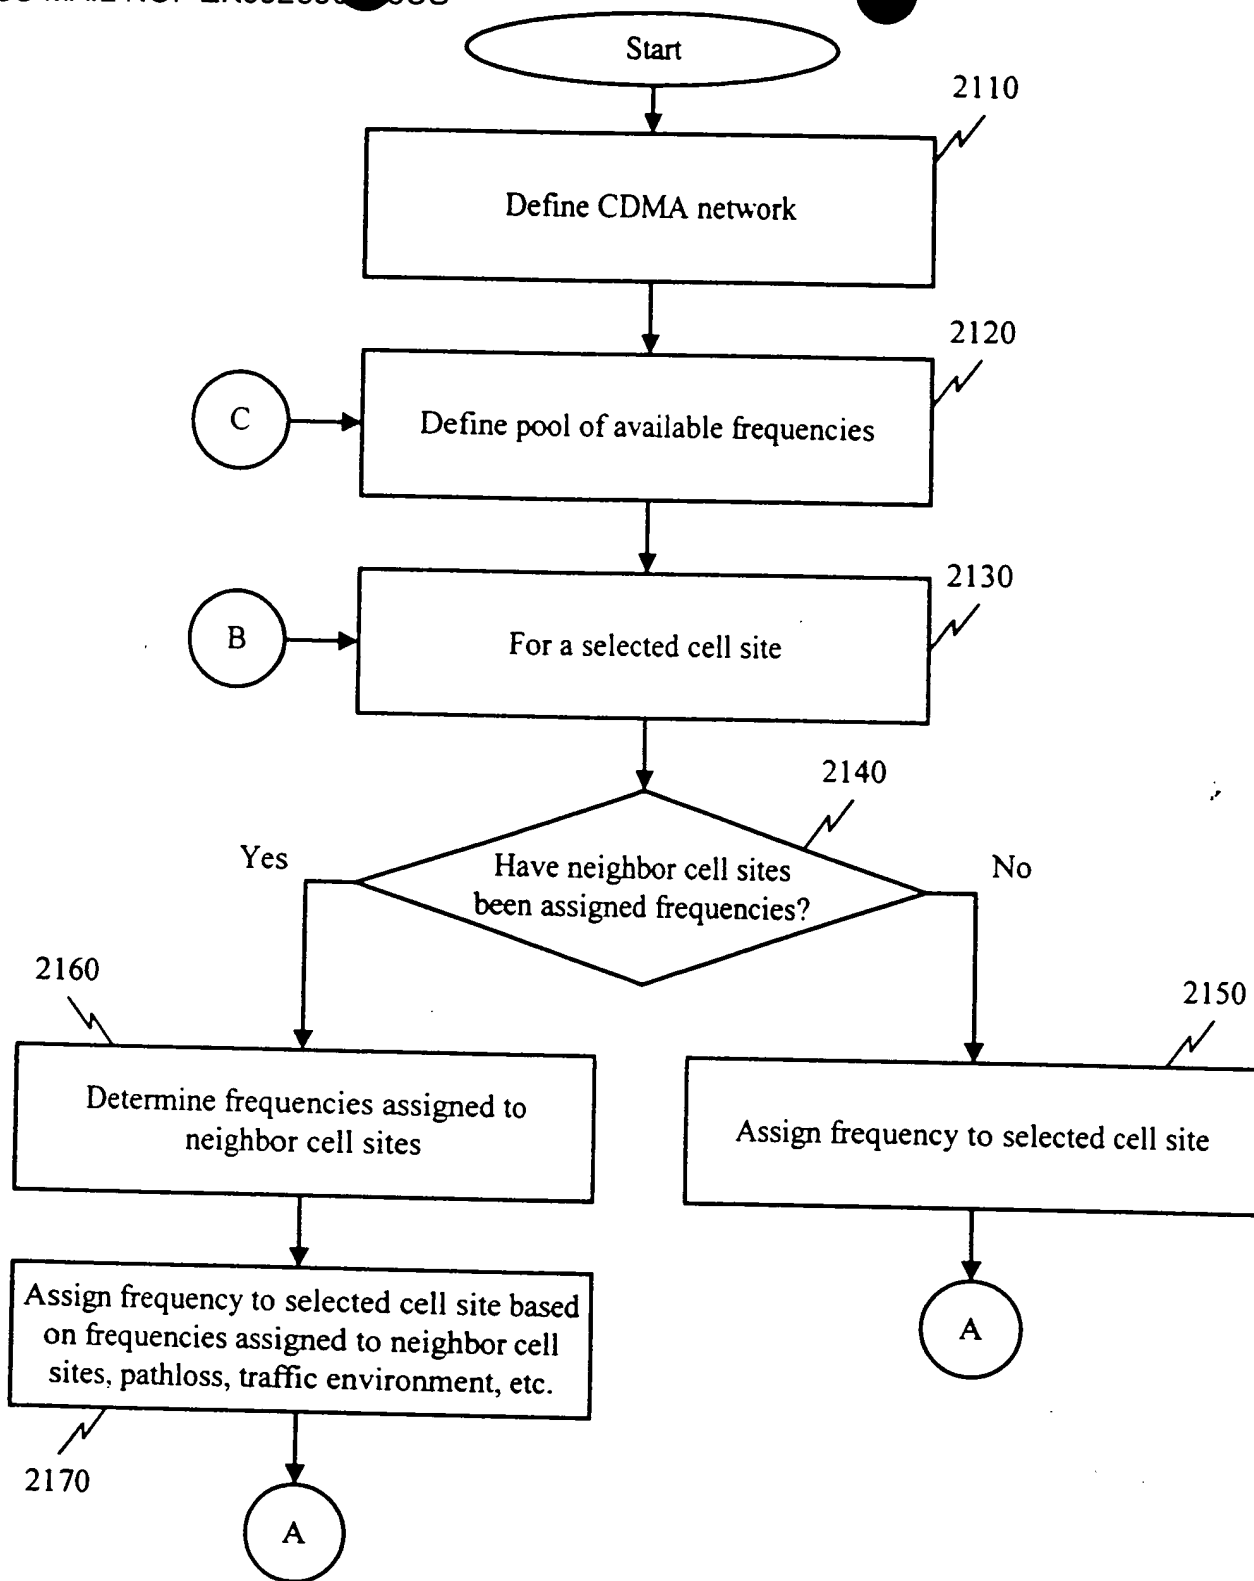 Start
2110
Define CDMA network
2120
C
Define pool of available frequencies
2130
B
For a selected cell site
2140
Yes
Have neighbor cell sites
been assigned frequencies?
No
2160
2150
Determine frequencies assigned to
neighbor cell sites
Assign frequency to selected cell site
Assign frequency to selected cell site based
on frequencies assigned to neighbor cell
sites, pathloss, traffic environment, etc.
A
2170
A